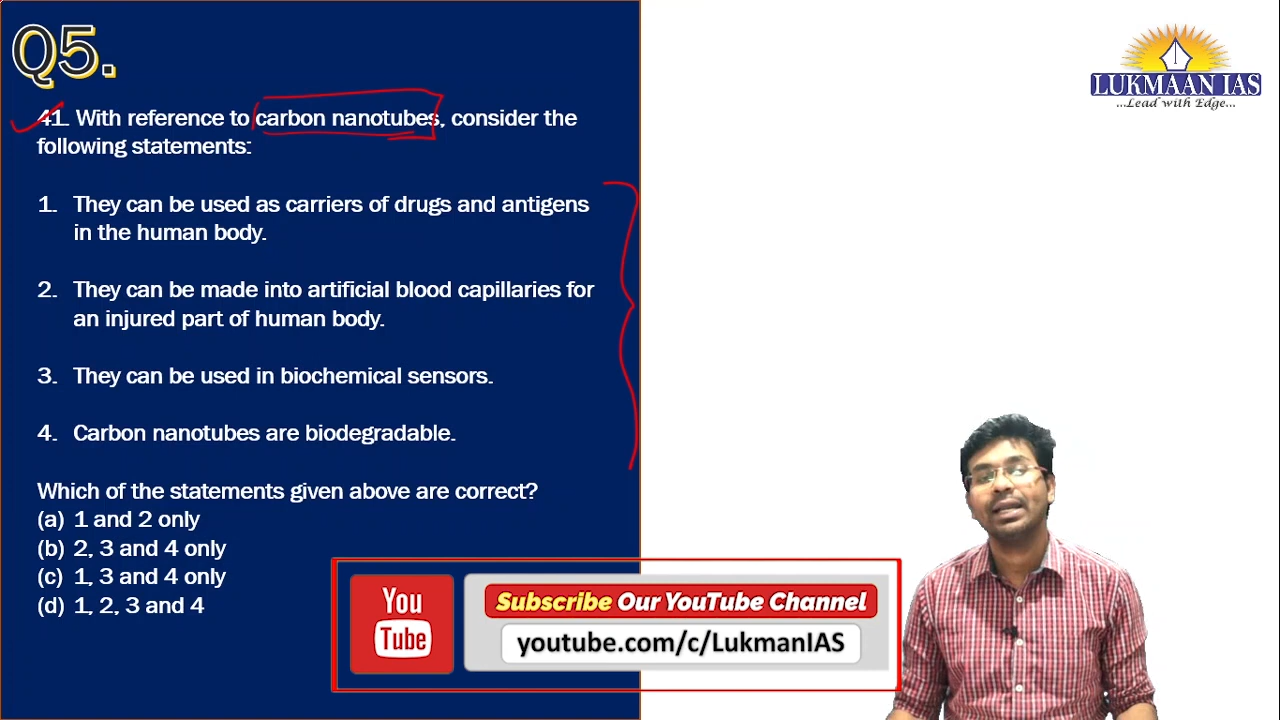 Q5.
41. With reference to carbon nanotubes, consider the
following statements:
1. They can be used as carriers of drugs and antigens
in the human body.
2. They can be made into artificial blood capillaries for
an injured part of human body.
3. They can be used in biochemical sensors.
4. Carbon nanotubes are biodegradable.
Which of the statements given above are correct?
(a) 1 and 2 only
(b) 2, 3 and 4 only
(c) 1, 3 and 4 only
(d) 1, 2, 3 and 4
You
Tube
Subscribe Our YouTube Channel
youtube.com/c/LukmanIAS
LUKMAAN IAS
...Lead with Edge...